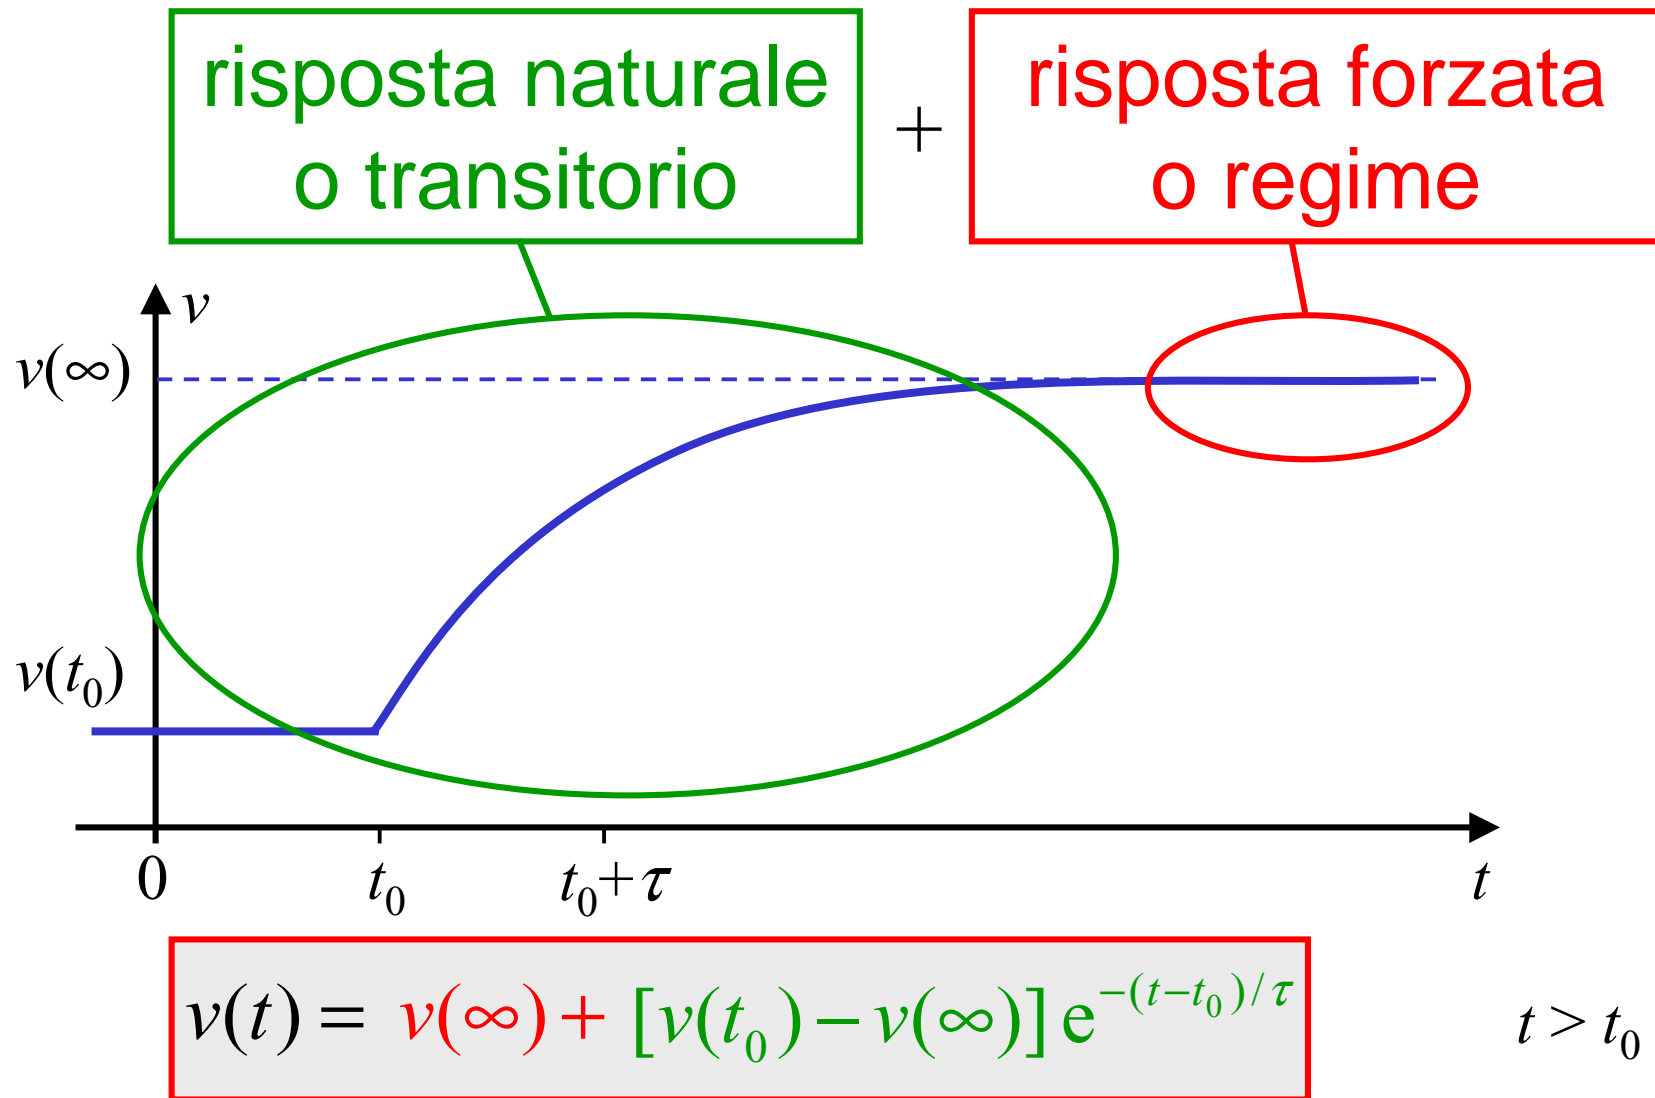 risposta naturale
o transitorio
+
risposta forzata
o regime
v
v(∞)
v(t₀)
0
t₀
t₀+τ
t
v(t) = v(∞) + [v(t₀) − v(∞)] e^−(t−t₀)/τ
t > t₀